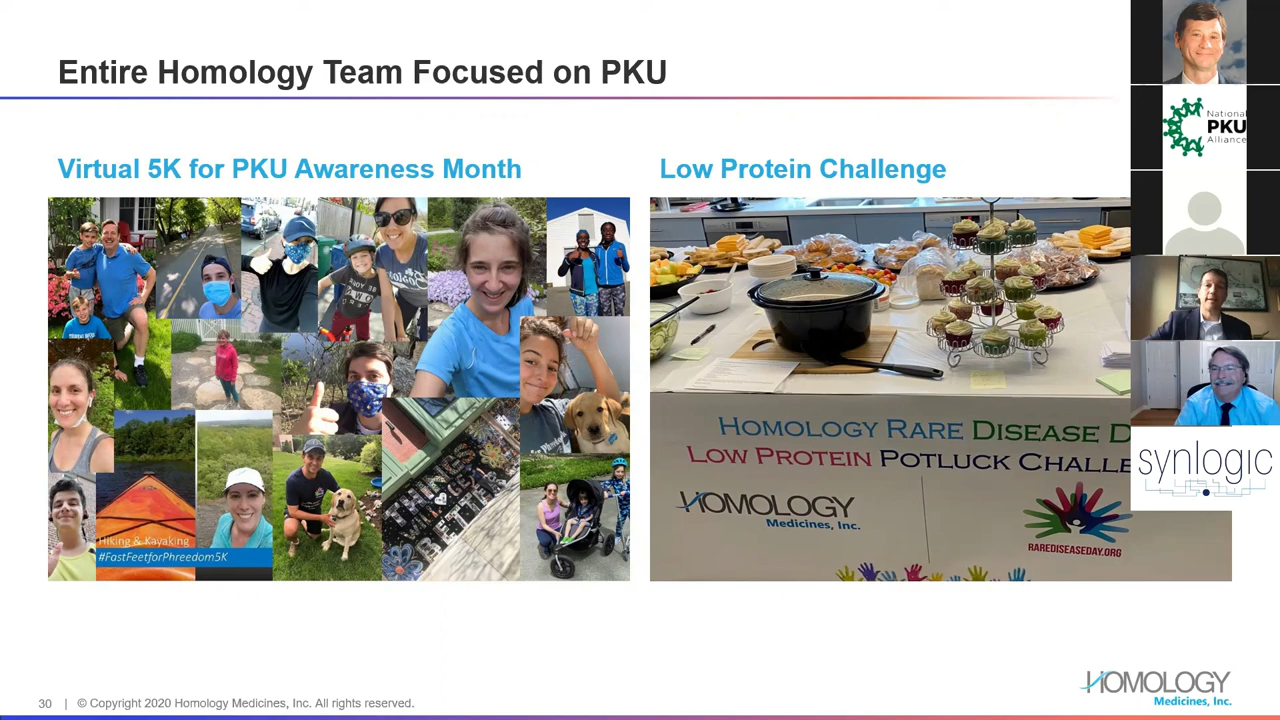 Entire Homology Team Focused on PKU
Virtual 5K for PKU Awareness Month
Low Protein Challenge
Hiking & Kayaking
#FastFeetforPhreedom5K
HOMOLOGY RARE DISEASE D
LOW PROTEIN POTLUCK CHALLE
HOMOLOGY
Medicines, Inc.
RAREDISEASEDAY.ORG
National
PKU
Alliance
synlogic
30 | © Copyright 2020 Homology Medicines, Inc. All rights reserved.
HOMOLOGY
Medicines, Inc.